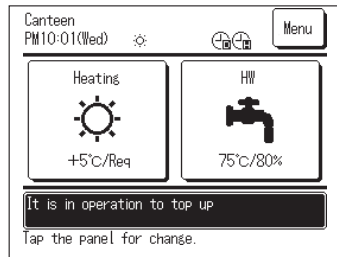 Canteen
PM10:01(Wed)
Menu
Heating
HW
+5°C/Req
75°C/80%
It is in operation to top up
Tap the panel for change.